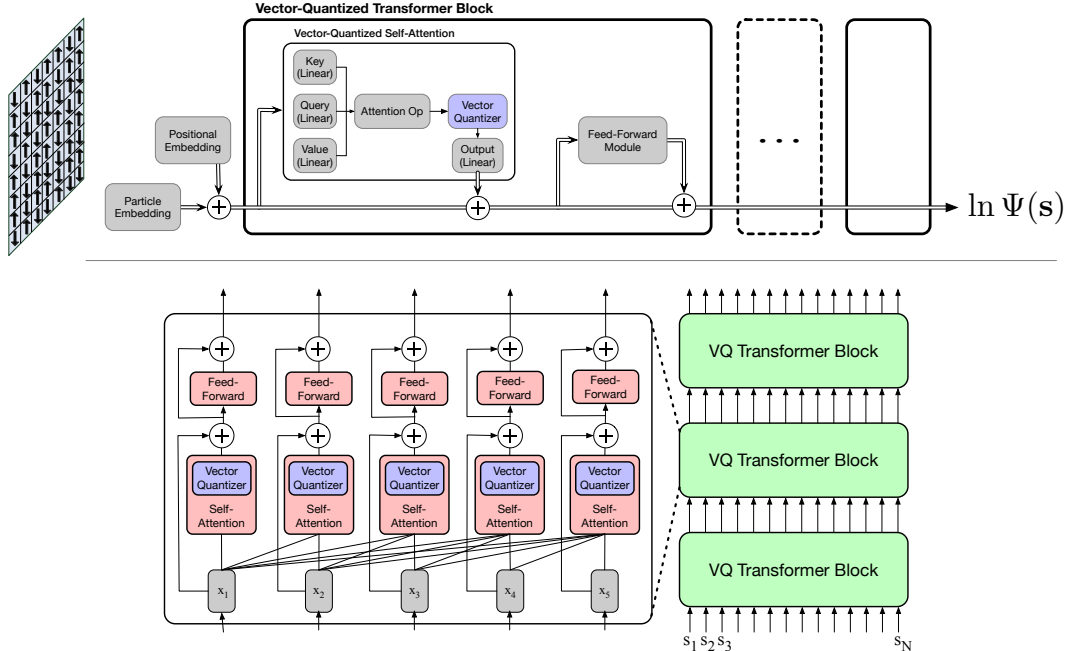 Vector-Quantized Transformer Block
Vector-Quantized Self-Attention
Key
(Linear)
Query
(Linear)
Value
(Linear)
Attention Op
Vector
Quantizer
Output
(Linear)
Feed-Forward
Module
Positional
Embedding
Particle
Embedding
+
+
+
...
ln Ψ(s)
+ + + + +
Feed-
Forward
Feed-
Forward
Feed-
Forward
Feed-
Forward
Feed-
Forward
+ + + + +
Vector
Quantizer
Self-
Attention
Vector
Quantizer
Self-
Attention
Vector
Quantizer
Self-
Attention
Vector
Quantizer
Self-
Attention
Vector
Quantizer
Self-
Attention
x₁ x₂ x₃ x₄ x₅
VQ Transformer Block
VQ Transformer Block
VQ Transformer Block
s₁ s₂ s₃ s_N